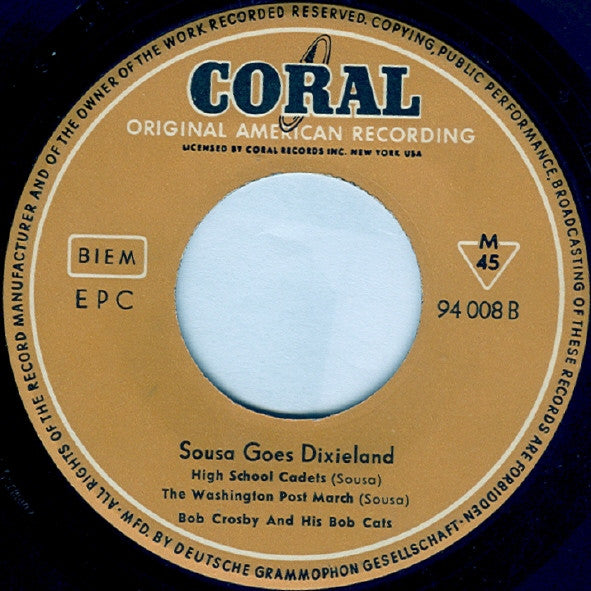 CORAL
ORIGINAL AMERICAN RECORDING
LICENSED BY CORAL RECORDS INC. NEW YORK USA
BIEM
EPC
M
45
94 008 B
Sousa Goes Dixieland
High School Cadets (Sousa)
The Washington Post March (Sousa)
Bob Crosby And His Bob Cats
ALL RIGHTS OF THE RECORD MANUFACTURER AND OF THE OWNER OF THE WORK RECORDED RESERVED. COPYING, PUBLIC PERFORMANCE, BROADCASTING OF THESE RECORDS ARE FORBIDDEN - MFD. BY DEUTSCHE GRAMMOPHON GESELLSCHAFT -